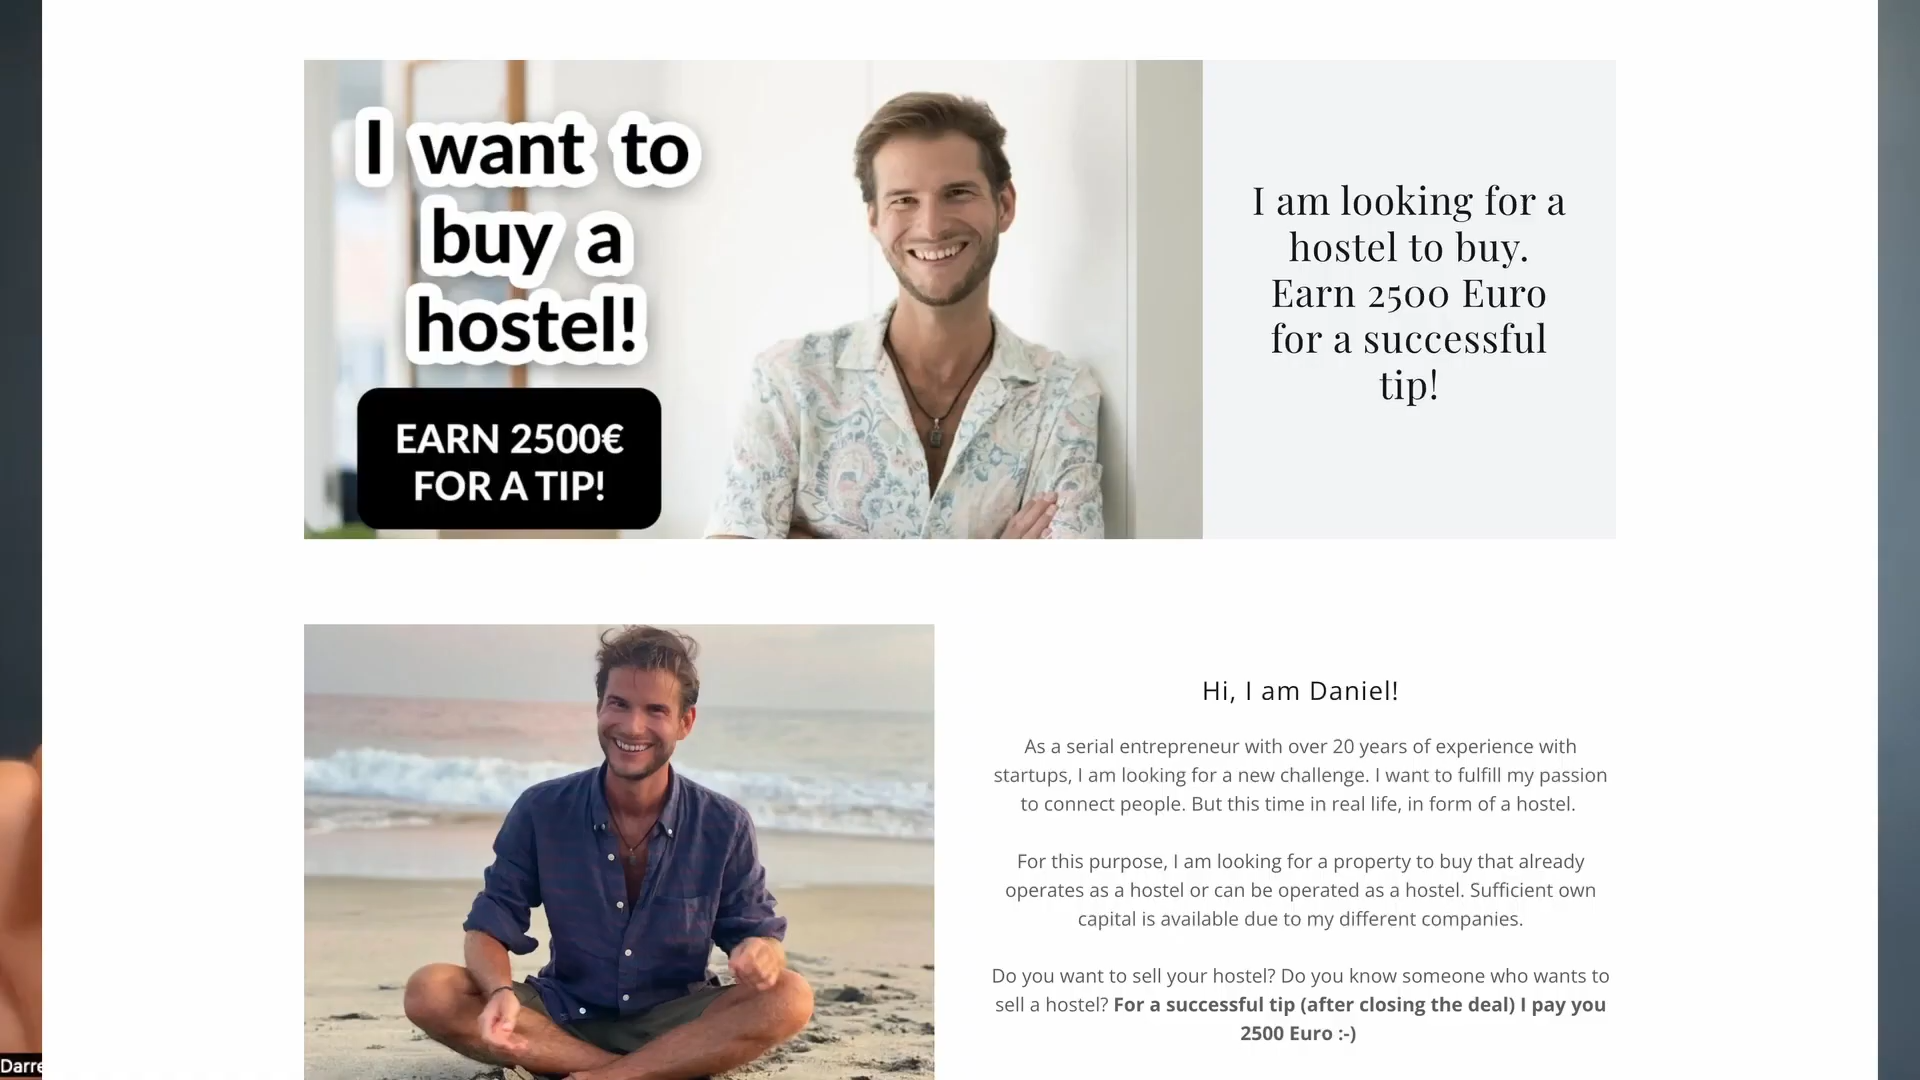 I want to
buy a
hostel!
EARN 2500€
FOR A TIP!
I am looking for a
hostel to buy.
Earn 2500 Euro
for a successful
tip!
Hi, I am Daniel!
As a serial entrepreneur with over 20 years of experience with
startups, I am looking for a new challenge. I want to fulfill my passion
to connect people. But this time in real life, in form of a hostel.
For this purpose, I am looking for a property to buy that already
operates as a hostel or can be operated as a hostel. Sufficient own
capital is available due to my different companies.
Do you want to sell your hostel? Do you know someone who wants to
sell a hostel? For a successful tip (after closing the deal) I pay you
2500 Euro :-)
Darre